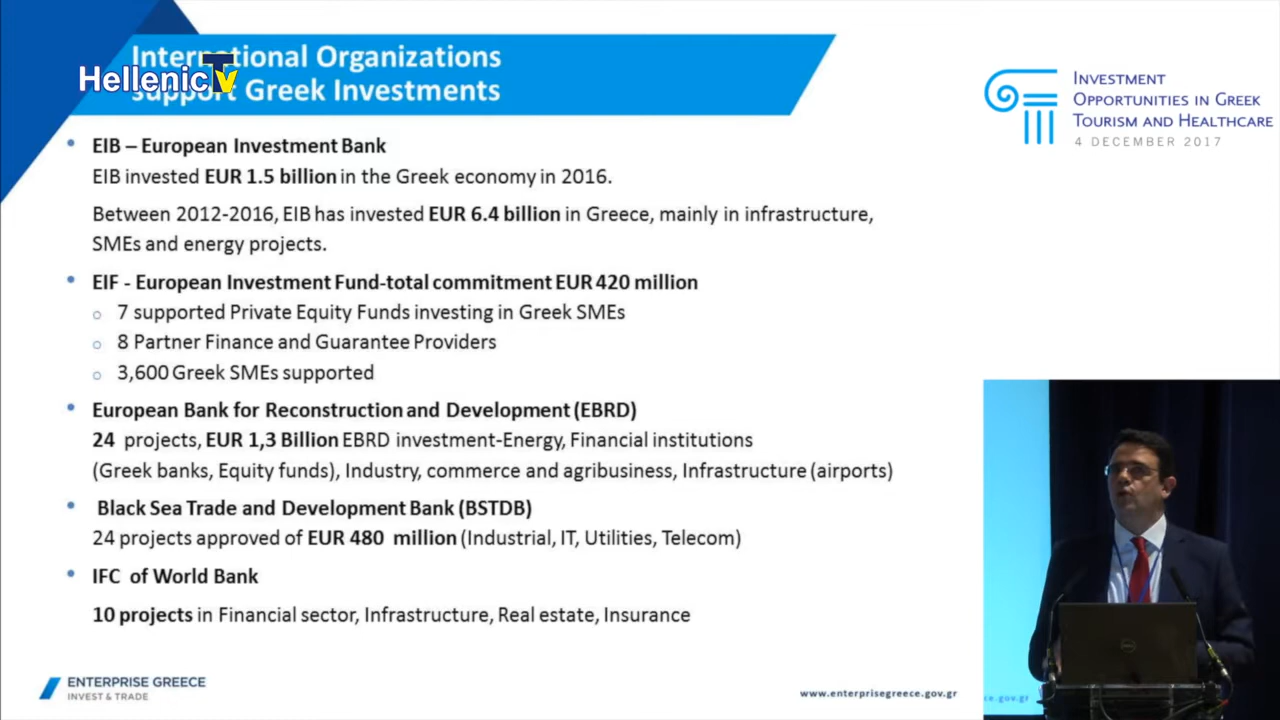 International Organizations
support Greek Investments
HellenicTV
INVESTMENT
OPPORTUNITIES IN GREEK
TOURISM AND HEALTHCARE
4 DECEMBER 2017
• EIB – European Investment Bank
EIB invested EUR 1.5 billion in the Greek economy in 2016.
Between 2012-2016, EIB has invested EUR 6.4 billion in Greece, mainly in infrastructure,
SMEs and energy projects.
• EIF - European Investment Fund-total commitment EUR 420 million
o 7 supported Private Equity Funds investing in Greek SMEs
o 8 Partner Finance and Guarantee Providers
o 3,600 Greek SMEs supported
• European Bank for Reconstruction and Development (EBRD)
24 projects, EUR 1,3 Billion EBRD investment-Energy, Financial institutions
(Greek banks, Equity funds), Industry, commerce and agribusiness, Infrastructure (airports)
• Black Sea Trade and Development Bank (BSTDB)
24 projects approved of EUR 480 million (Industrial, IT, Utilities, Telecom)
• IFC of World Bank
10 projects in Financial sector, Infrastructure, Real estate, Insurance
ENTERPRISE GREECE
INVEST & TRADE
www.enterprisegreece.gov.gr
ce.gov.gr
DELL